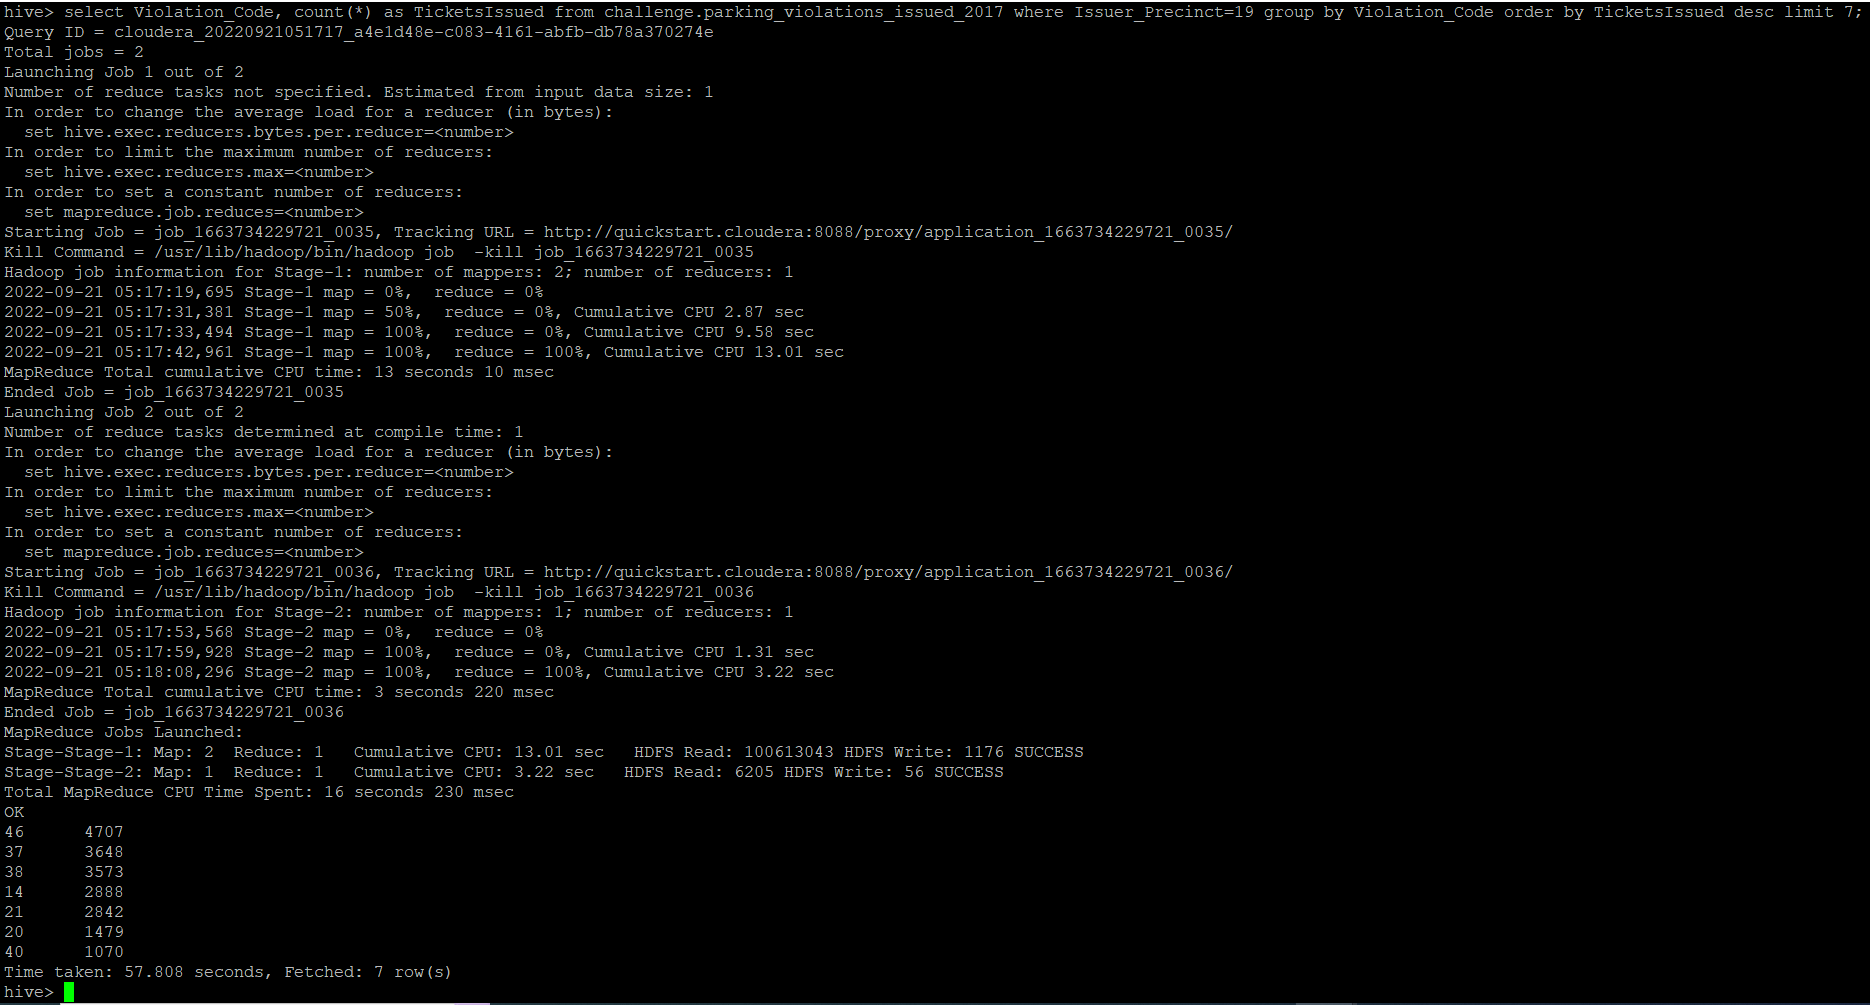 hive> select Violation_Code, count(*) as TicketsIssued from challenge.parking_violations_issued_2017 where Issuer_Precinct=19 group by Violation_Code order by TicketsIssued desc limit 7;
Query ID = cloudera_20220921051717_a4e1d48e-c083-4161-abfb-db78a370274e
Total jobs = 2
Launching Job 1 out of 2
Number of reduce tasks not specified. Estimated from input data size: 1
In order to change the average load for a reducer (in bytes):
  set hive.exec.reducers.bytes.per.reducer=<number>
In order to limit the maximum number of reducers:
  set hive.exec.reducers.max=<number>
In order to set a constant number of reducers:
  set mapreduce.job.reduces=<number>
Starting Job = job_1663734229721_0035, Tracking URL = http://quickstart.cloudera:8088/proxy/application_1663734229721_0035/
Kill Command = /usr/lib/hadoop/bin/hadoop job  -kill job_1663734229721_0035
Hadoop job information for Stage-1: number of mappers: 2; number of reducers: 1
2022-09-21 05:17:19,695 Stage-1 map = 0%,  reduce = 0%
2022-09-21 05:17:31,381 Stage-1 map = 50%,  reduce = 0%, Cumulative CPU 2.87 sec
2022-09-21 05:17:33,494 Stage-1 map = 100%,  reduce = 0%, Cumulative CPU 9.58 sec
2022-09-21 05:17:42,961 Stage-1 map = 100%,  reduce = 100%, Cumulative CPU 13.01 sec
MapReduce Total cumulative CPU time: 13 seconds 10 msec
Ended Job = job_1663734229721_0035
Launching Job 2 out of 2
Number of reduce tasks determined at compile time: 1
In order to change the average load for a reducer (in bytes):
  set hive.exec.reducers.bytes.per.reducer=<number>
In order to limit the maximum number of reducers:
  set hive.exec.reducers.max=<number>
In order to set a constant number of reducers:
  set mapreduce.job.reduces=<number>
Starting Job = job_1663734229721_0036, Tracking URL = http://quickstart.cloudera:8088/proxy/application_1663734229721_0036/
Kill Command = /usr/lib/hadoop/bin/hadoop job  -kill job_1663734229721_0036
Hadoop job information for Stage-2: number of mappers: 1; number of reducers: 1
2022-09-21 05:17:53,568 Stage-2 map = 0%,  reduce = 0%
2022-09-21 05:17:59,928 Stage-2 map = 100%,  reduce = 0%, Cumulative CPU 1.31 sec
2022-09-21 05:18:08,296 Stage-2 map = 100%,  reduce = 100%, Cumulative CPU 3.22 sec
MapReduce Total cumulative CPU time: 3 seconds 220 msec
Ended Job = job_1663734229721_0036
MapReduce Jobs Launched:
Stage-Stage-1: Map: 2  Reduce: 1   Cumulative CPU: 13.01 sec   HDFS Read: 100613043 HDFS Write: 1176 SUCCESS
Stage-Stage-2: Map: 1  Reduce: 1   Cumulative CPU: 3.22 sec   HDFS Read: 6205 HDFS Write: 56 SUCCESS
Total MapReduce CPU Time Spent: 16 seconds 230 msec
OK
46      4707
37      3648
38      3573
14      2888
21      2842
20      1479
40      1070
Time taken: 57.808 seconds, Fetched: 7 row(s)
hive>